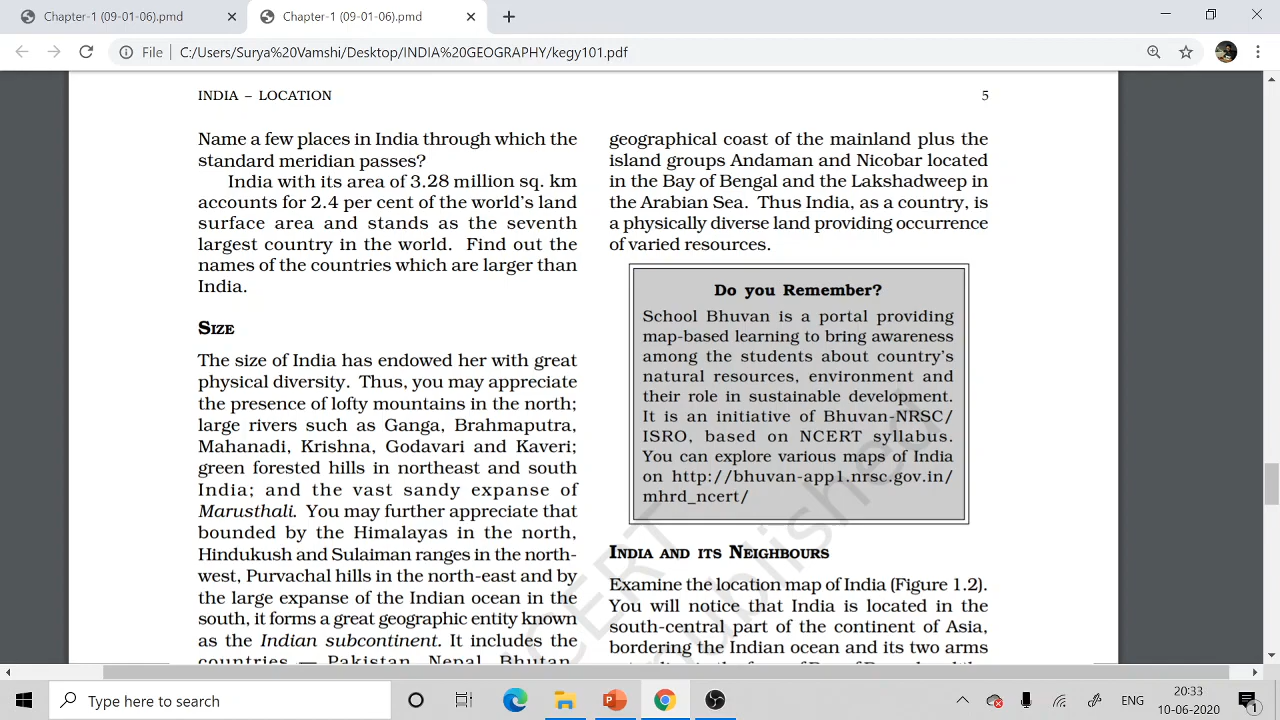 Chapter-1 (09-01-06).pmd
Chapter-1 (09-01-06).pmd
File
C:/Users/Surya%20Vamshi/Desktop/INDIA%20GEOGRAPHY/kegy101.pdf
INDIA – LOCATION
5
Name a few places in India through which the
standard meridian passes?
India with its area of 3.28 million sq. km
accounts for 2.4 per cent of the world's land
surface area and stands as the seventh
largest country in the world. Find out the
names of the countries which are larger than
India.
SIZE
The size of India has endowed her with great
physical diversity. Thus, you may appreciate
the presence of lofty mountains in the north;
large rivers such as Ganga, Brahmaputra,
Mahanadi, Krishna, Godavari and Kaveri;
green forested hills in northeast and south
India; and the vast sandy expanse of
Marusthali. You may further appreciate that
bounded by the Himalayas in the north,
Hindukush and Sulaiman ranges in the north-
west, Purvachal hills in the north-east and by
the large expanse of the Indian ocean in the
south, it forms a great geographic entity known
as the Indian subcontinent. It includes the
countries — Pakistan, Nepal, Bhutan,
geographical coast of the mainland plus the
island groups Andaman and Nicobar located
in the Bay of Bengal and the Lakshadweep in
the Arabian Sea. Thus India, as a country, is
a physically diverse land providing occurrence
of varied resources.
Do you Remember?
School Bhuvan is a portal providing
map-based learning to bring awareness
among the students about country's
natural resources, environment and
their role in sustainable development.
It is an initiative of Bhuvan-NRSC/
ISRO, based on NCERT syllabus.
You can explore various maps of India
on http://bhuvan-app1.nrsc.gov.in/
mhrd_ncert/
INDIA AND ITS NEIGHBOURS
Examine the location map of India (Figure 1.2).
You will notice that India is located in the
south-central part of the continent of Asia,
bordering the Indian ocean and its two arms
Type here to search
ENG
20:33
10-06-2020
1